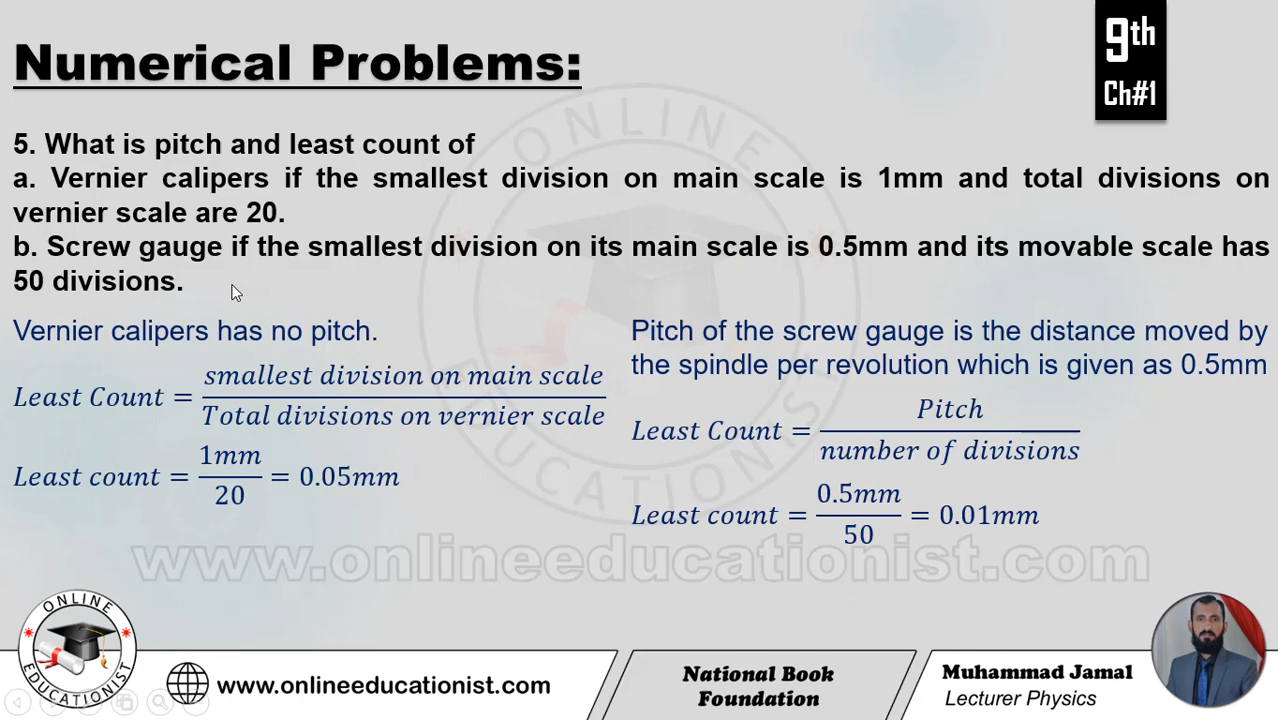 Numerical Problems:
9th
Ch#1
5. What is pitch and least count of
a. Vernier calipers if the smallest division on main scale is 1mm and total divisions on
vernier scale are 20.
b. Screw gauge if the smallest division on its main scale is 0.5mm and its movable scale has
50 divisions.
Vernier calipers has no pitch.
Least Count = smallest division on main scale / Total divisions on vernier scale
Least count = 1mm / 20 = 0.05mm
Pitch of the screw gauge is the distance moved by
the spindle per revolution which is given as 0.5mm
Least Count = Pitch / number of divisions
Least count = 0.5mm / 50 = 0.01mm
ONLINE
EDUCATIONIST
www.onlineeducationist.com
ONLINE
EDUCATIONIST
www.onlineeducationist.com
National Book
Foundation
Muhammad Jamal
Lecturer Physics